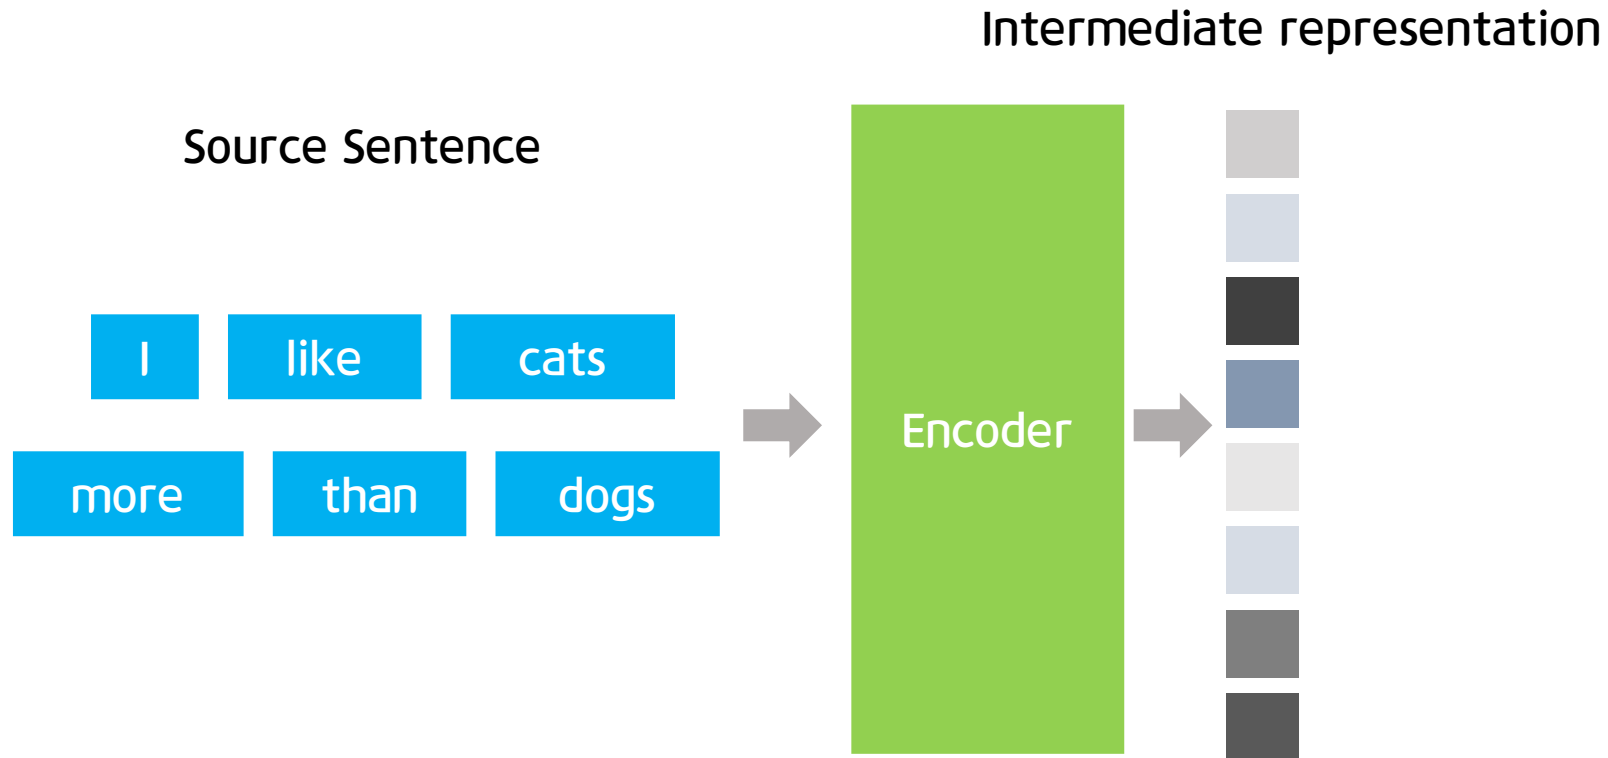 Intermediate representation
Source Sentence
I like cats
more than dogs
Encoder